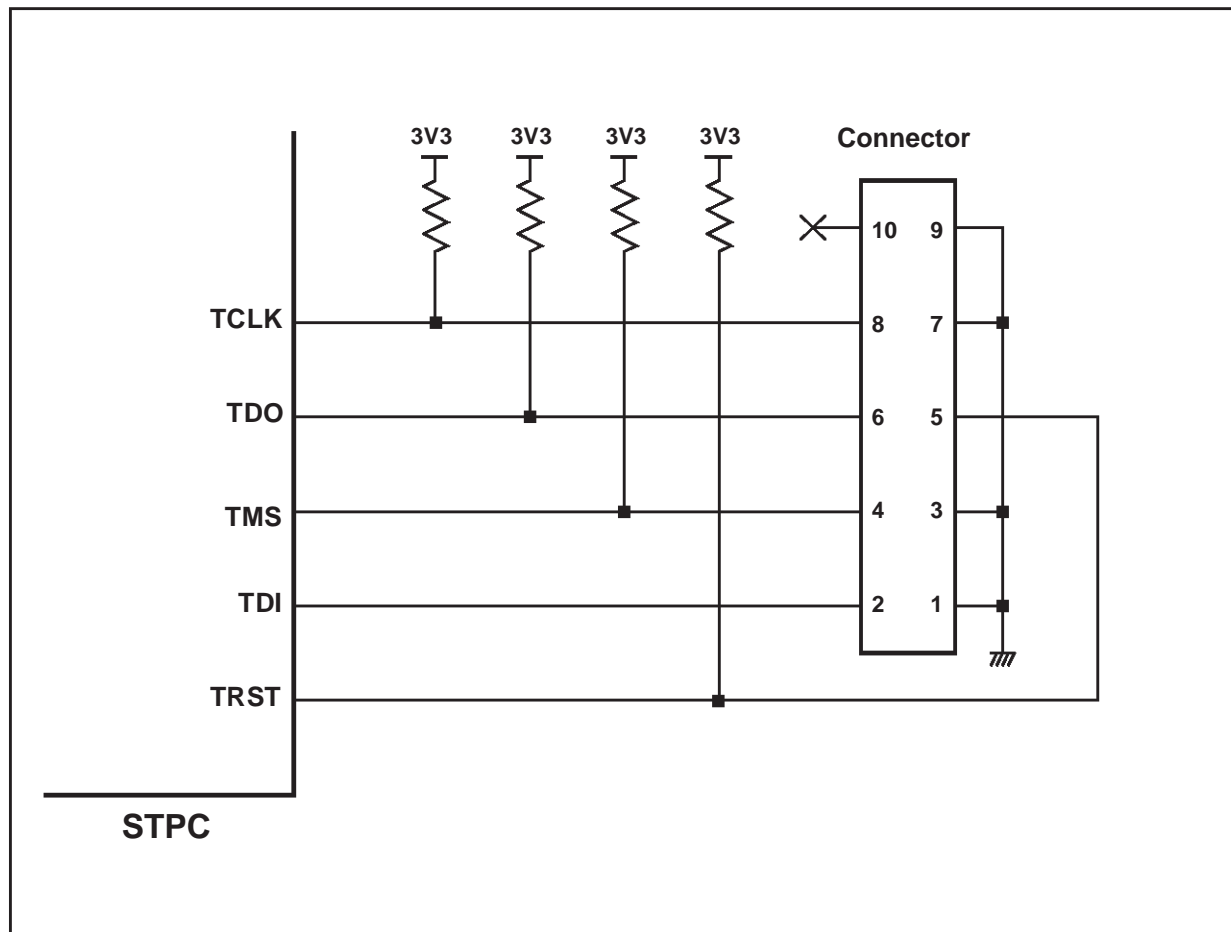 3V3 3V3 3V3 3V3 Connector
10 9
TCLK 8 7
TDO 6 5
TMS 4 3
TDI 2 1
TRST
STPC